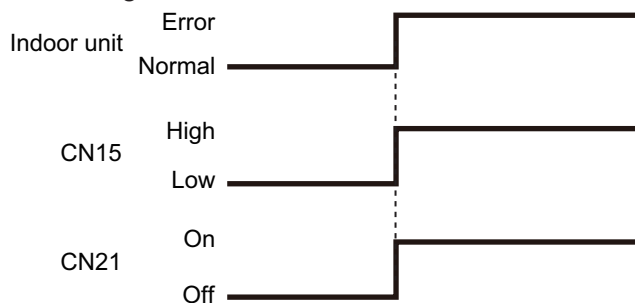 Error
Indoor unit
Normal
High
CN15
Low
On
CN21
Off